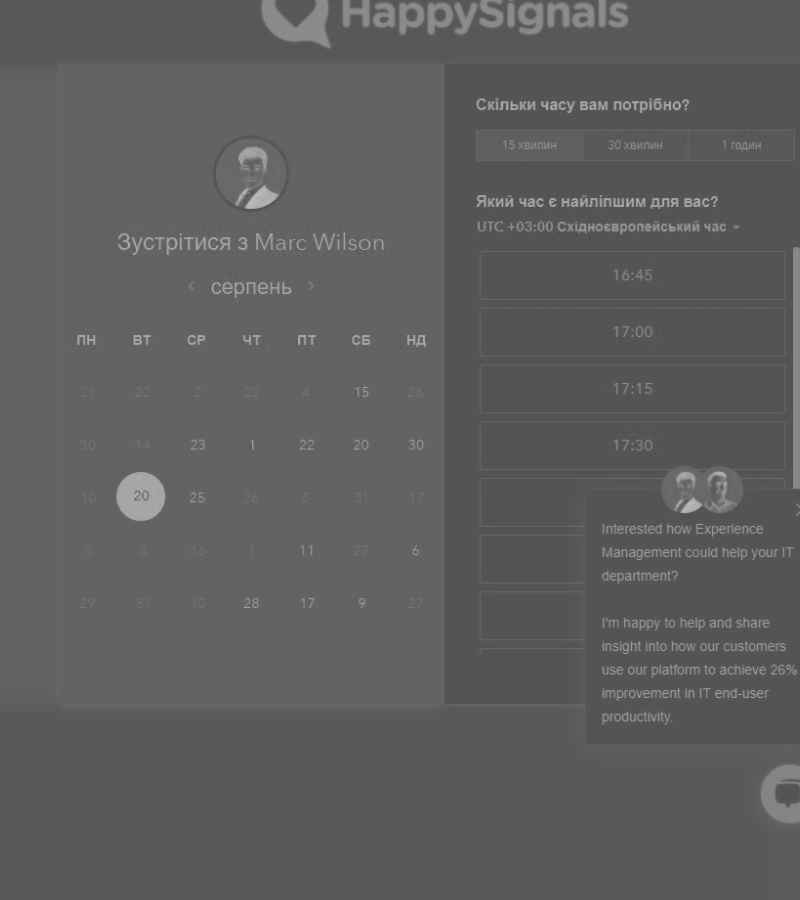 HappySignals
Зустрітися з Marc Wilson
серпень
ПН ВТ СР ЧТ ПТ СБ НД
21 22 2 22 4 15 26
30 14 23 1 22 20 30
10 20 25 26 5 31 17
3 8 16 1 11 27 6
29 31 10 28 17 9 27
Скільки часу вам потрібно?
15 хвилин 30 хвилин 1 годин
Який час є найліпшим для вас?
UTC +03:00 Східноєвропейський час
16:45
17:00
17:15
17:30
Interested how Experience
Management could help your IT
department?
I'm happy to help and share
insight into how our customers
use our platform to achieve 26%
improvement in IT end-user
productivity.